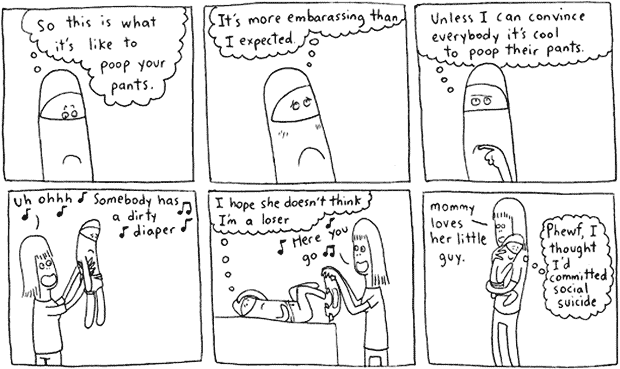 So this is what
it's like to
poop your
pants.
It's more embarassing than
I expected.
Unless I can convince
everybody it's cool
to poop their pants.
Uh ohhh ♪ Somebody has
a dirty
diaper
I hope she doesn't think
I'm a loser
Here you
go
mommy
loves
her little
guy.
Phewf, I
thought
I'd
committed
social
suicide